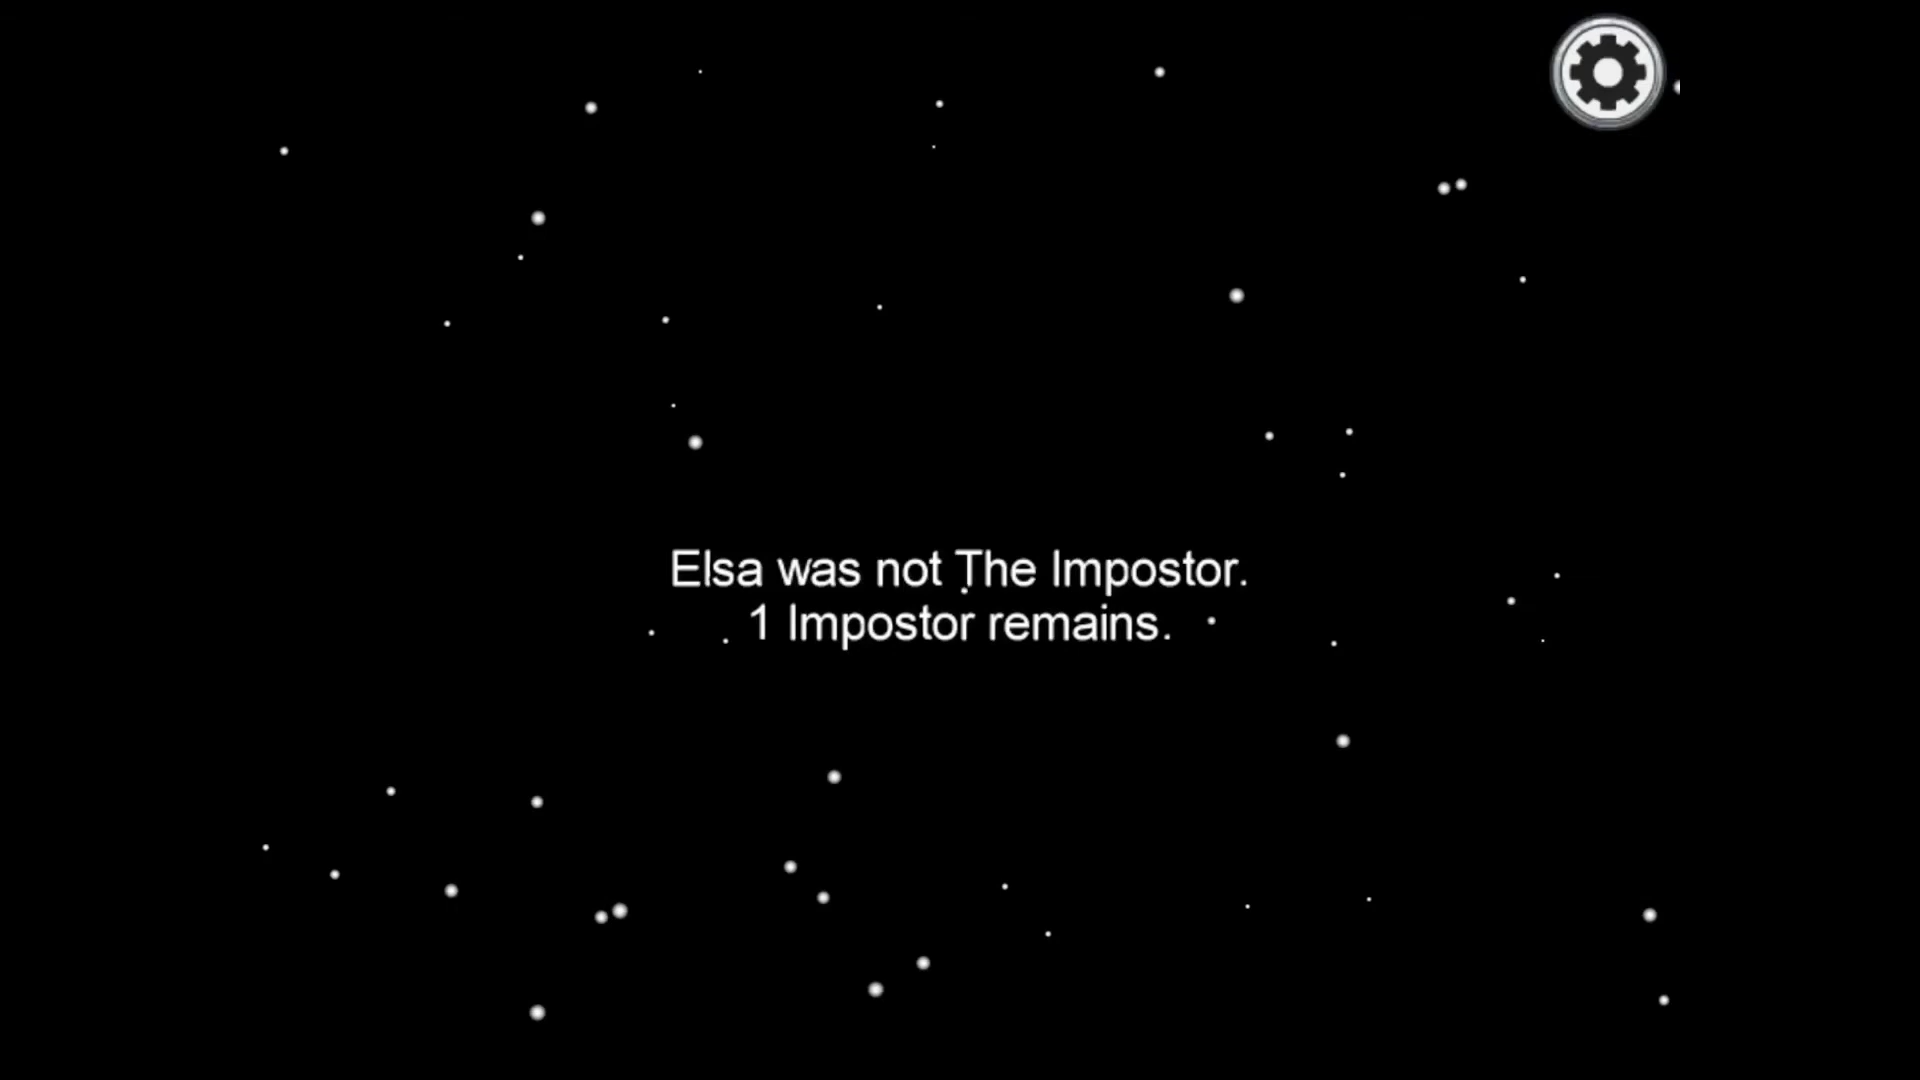 Elsa was not The Impostor.
1 Impostor remains.